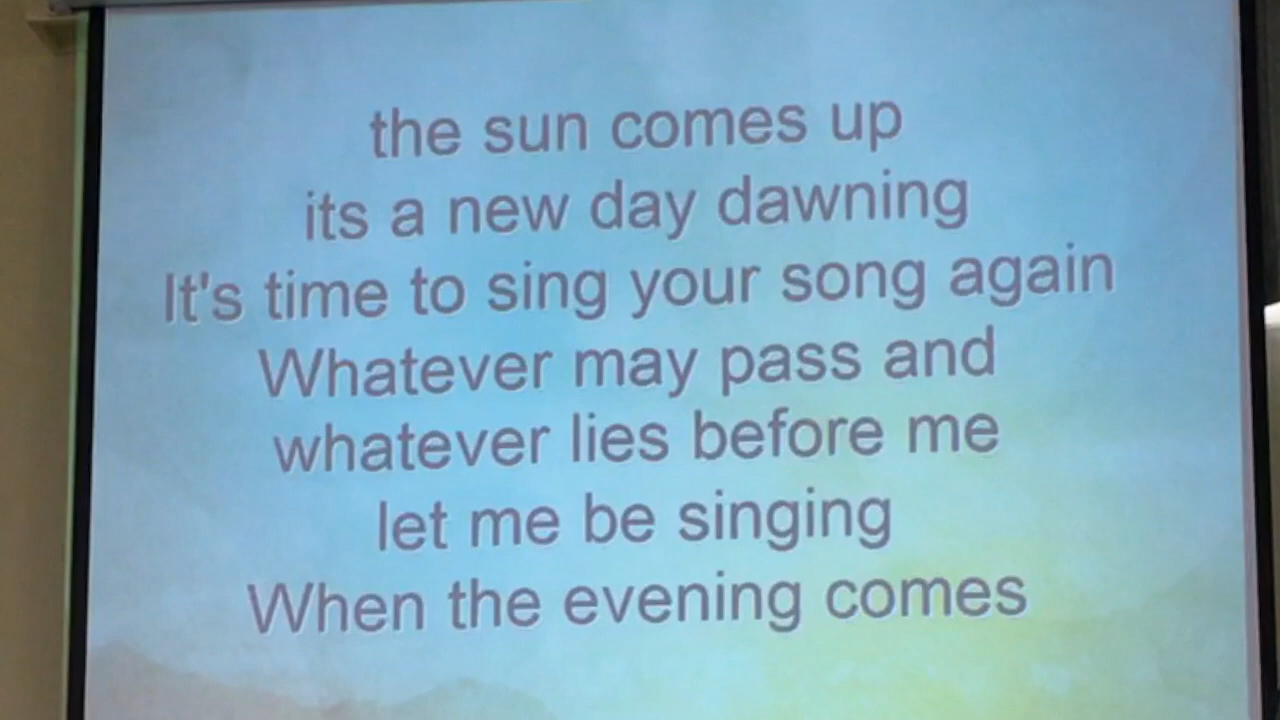 the sun comes up
its a new day dawning
It's time to sing your song again
Whatever may pass and
whatever lies before me
let me be singing
When the evening comes